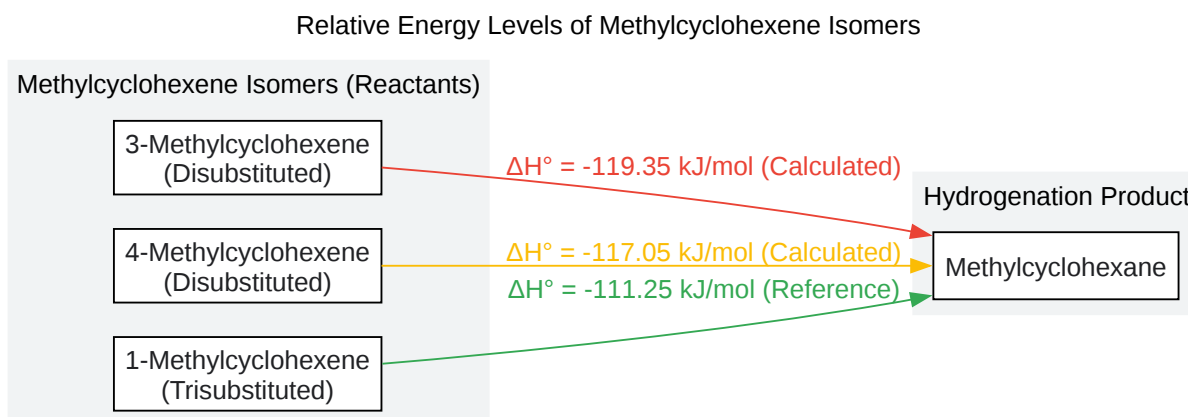 Relative Energy Levels of Methylcyclohexene Isomers
Methylcyclohexene Isomers (Reactants)
3-Methylcyclohexene
(Disubstituted)
ΔH° = -119.35 kJ/mol (Calculated)
Hydrogenation Product
4-Methylcyclohexene
(Disubstituted)
ΔH° = -117.05 kJ/mol (Calculated)
Methylcyclohexane
ΔH° = -111.25 kJ/mol (Reference)
1-Methylcyclohexene
(Trisubstituted)